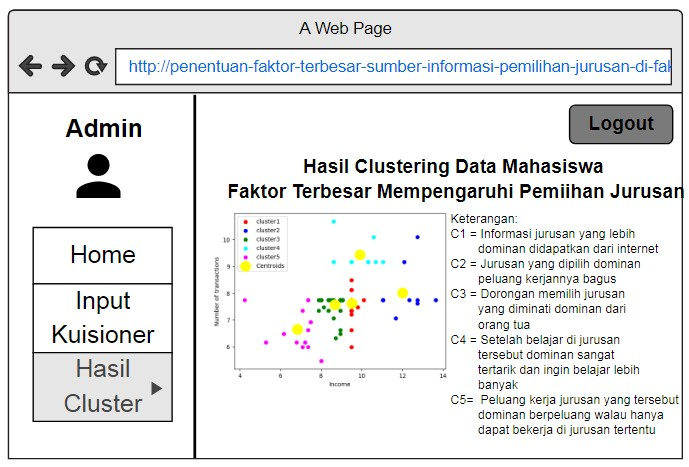 A Web Page
http://penentuan-faktor-terbesar-sumber-informasi-pemilihan-jurusan-di-fak
Admin
Home
Input
Kuisioner
Hasil
Cluster
Logout
Hasil Clustering Data Mahasiswa
Faktor Terbesar Mempengaruhi Pemiihan Jurusan
cluster1
cluster2
cluster3
cluster4
cluster5
Centroids
Number of transactions
10
9
8
7
6
4
6
8
10
12
14
Income
Keterangan:
C1 = Informasi jurusan yang lebih
dominan didapatkan dari internet
C2 = Jurusan yang dipilih dominan
peluang kerjannya bagus
C3 = Dorongan memilih jurusan
yang diminati dominan dari
orang tua
C4 = Setelah belajar di jurusan
tersebut dominan sangat
tertarik dan ingin belajar lebih
banyak
C5= Peluang kerja jurusan yang tersebut
dominan berpeluang walau hanya
dapat bekerja di jurusan tertentu